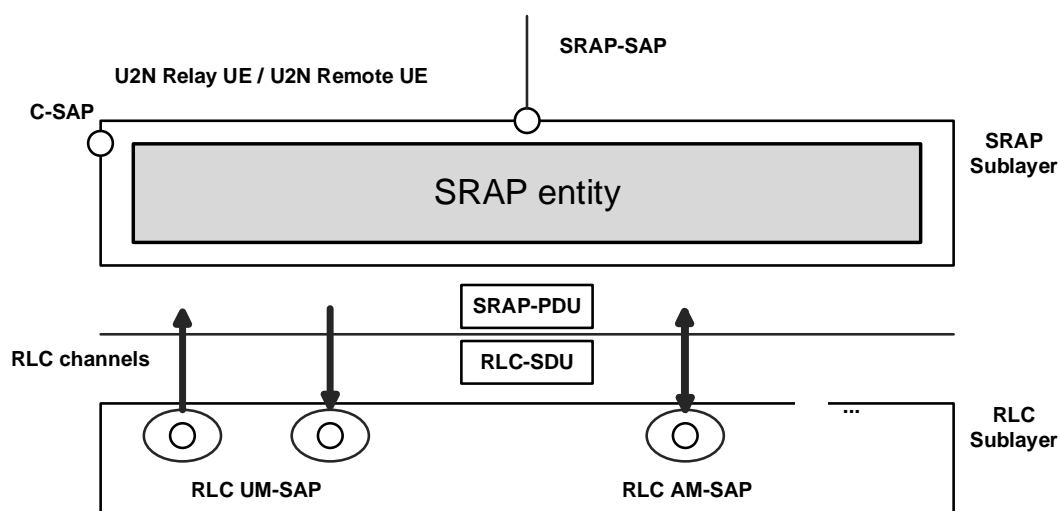 SRAP-SAP
U2N Relay UE / U2N Remote UE
C-SAP
SRAP
Sublayer
SRAP entity
SRAP-PDU
RLC channels
RLC-SDU
...
RLC
Sublayer
RLC UM-SAP
RLC AM-SAP